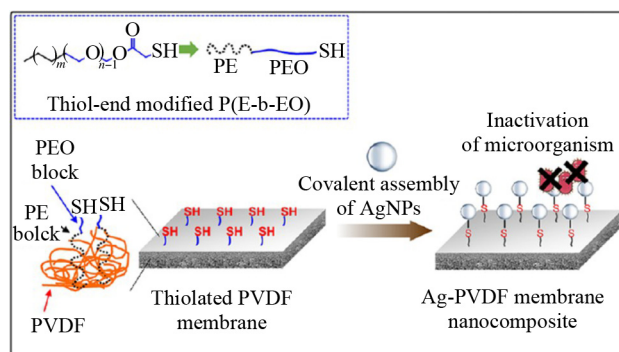 O
O
m
O
n–1
O
SH
SH
PE
PEO
Thiol-end modified P(E-b-EO)
Inactivation
of microorganism
PEO
block
SH SH
PE
bolck
PVDF
SH SH SH SH
SH SH SH SH
Thiolated PVDF
membrane
Covalent assembly
of AgNPs
S S S S
S S S S
Ag-PVDF membrane
nanocomposite